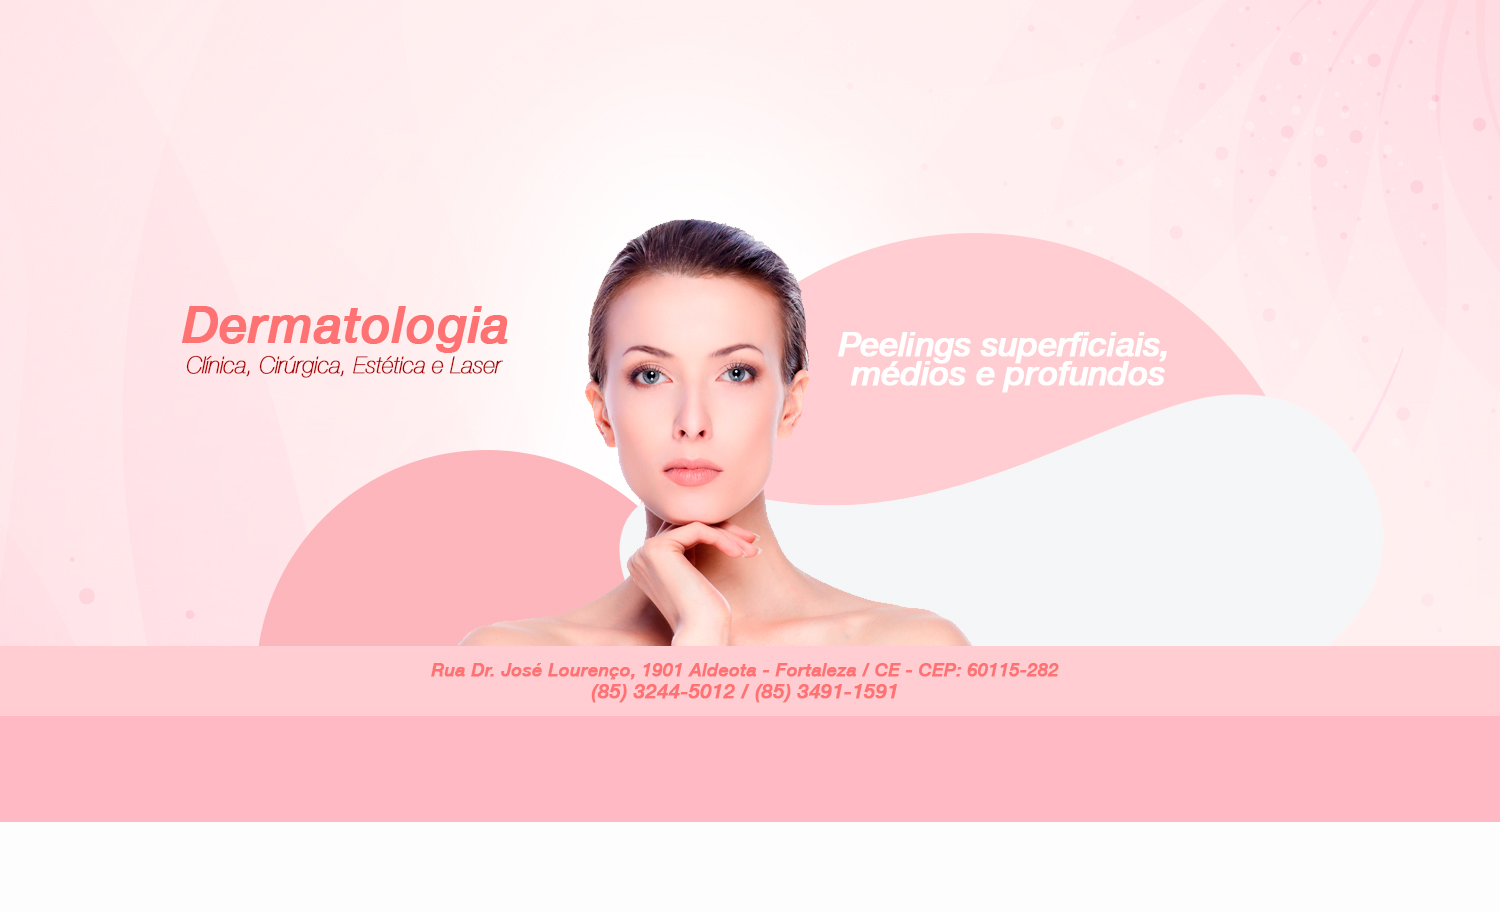 Dermatologia
Clínica, Cirúrgica, Estética e Laser
Peelings superficiais,
médios e profundos
Rua Dr. José Lourenço, 1901 Aldeota - Fortaleza / CE - CEP: 60115-282
(85) 3244-5012 / (85) 3491-1591